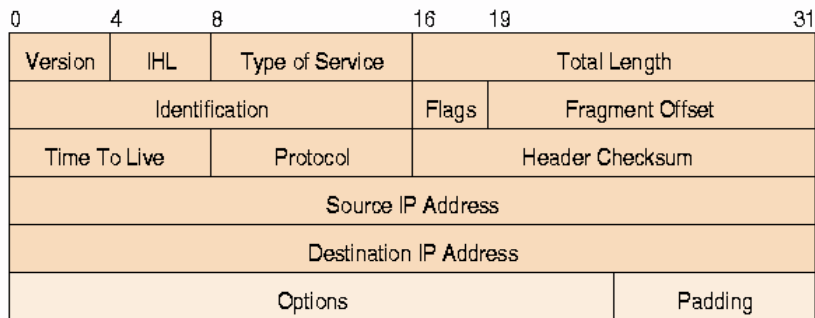 0 4 8 16 19 31
Version IHL Type of Service Total Length
Identification Flags Fragment Offset
Time To Live Protocol Header Checksum
Source IP Address
Destination IP Address
Options Padding